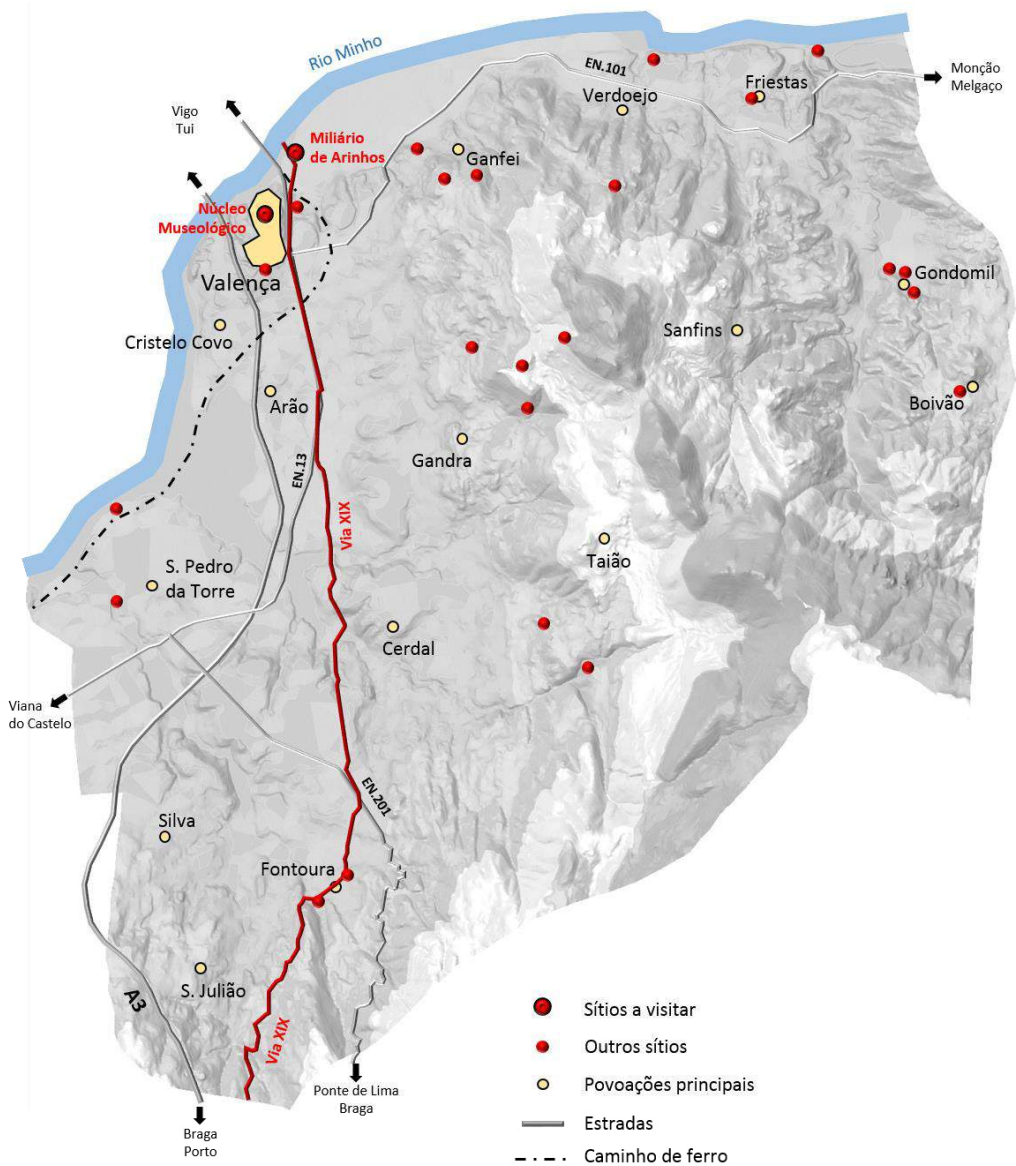 Rio Minho
EN.101
Monção
Melgaço
Friestas
Verdoejo
Vigo
Tui
Miliário
de Arinhos
Ganfei
Núcleo
Museológico
Valença
Gondomil
Cristelo Covo
Sanfins
Arão
Boivão
Gandra
EN.13
Via XIX
Taião
S. Pedro
da Torre
Cerdal
Viana
do Castelo
EN.201
Silva
Fontoura
S. Julião
A3
Via XIX
Ponte de Lima
Braga
Braga
Porto
Sítios a visitar
Outros sítios
Povoações principais
Estradas
Caminho de ferro